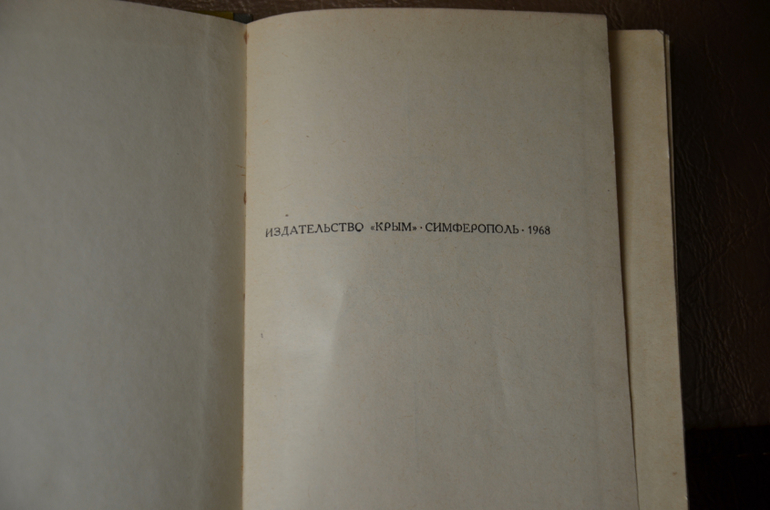 ИЗДАТЕЛЬСТВО «КРЫМ» · СИМФЕРОПОЛЬ · 1968